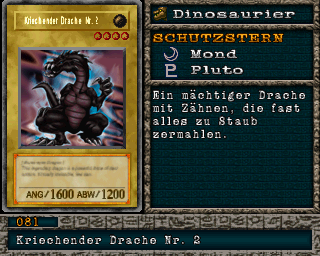 Kriechender Drache Nr. 2
ANG/1600 ABW/1200
Dinosaurier
SCHUTZSTERN
Mond
Pluto
Ein mächtiger Drache
mit Zähnen, die fast
alles zu Staub
zermahlen.
081
Kriechender Drache Nr. 2